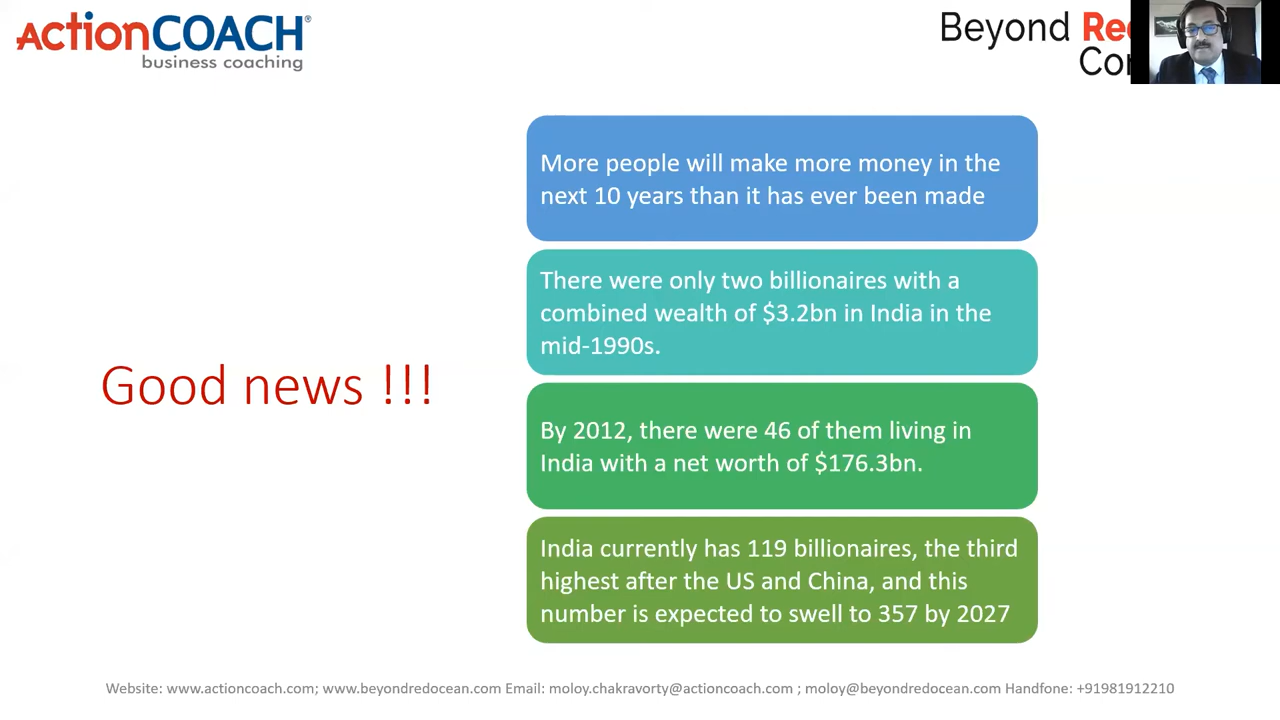 actionCOACH®
business coaching
Beyond
More people will make more money in the
next 10 years than it has ever been made
There were only two billionaires with a
combined wealth of $3.2bn in India in the
mid-1990s.
Good news !!!
By 2012, there were 46 of them living in
India with a net worth of $176.3bn.
India currently has 119 billionaires, the third
highest after the US and China, and this
number is expected to swell to 357 by 2027
Website: www.actioncoach.com; www.beyondredocean.com Email: moloy.chakravorty@actioncoach.com ; moloy@beyondredocean.com Handfone: +91981912210